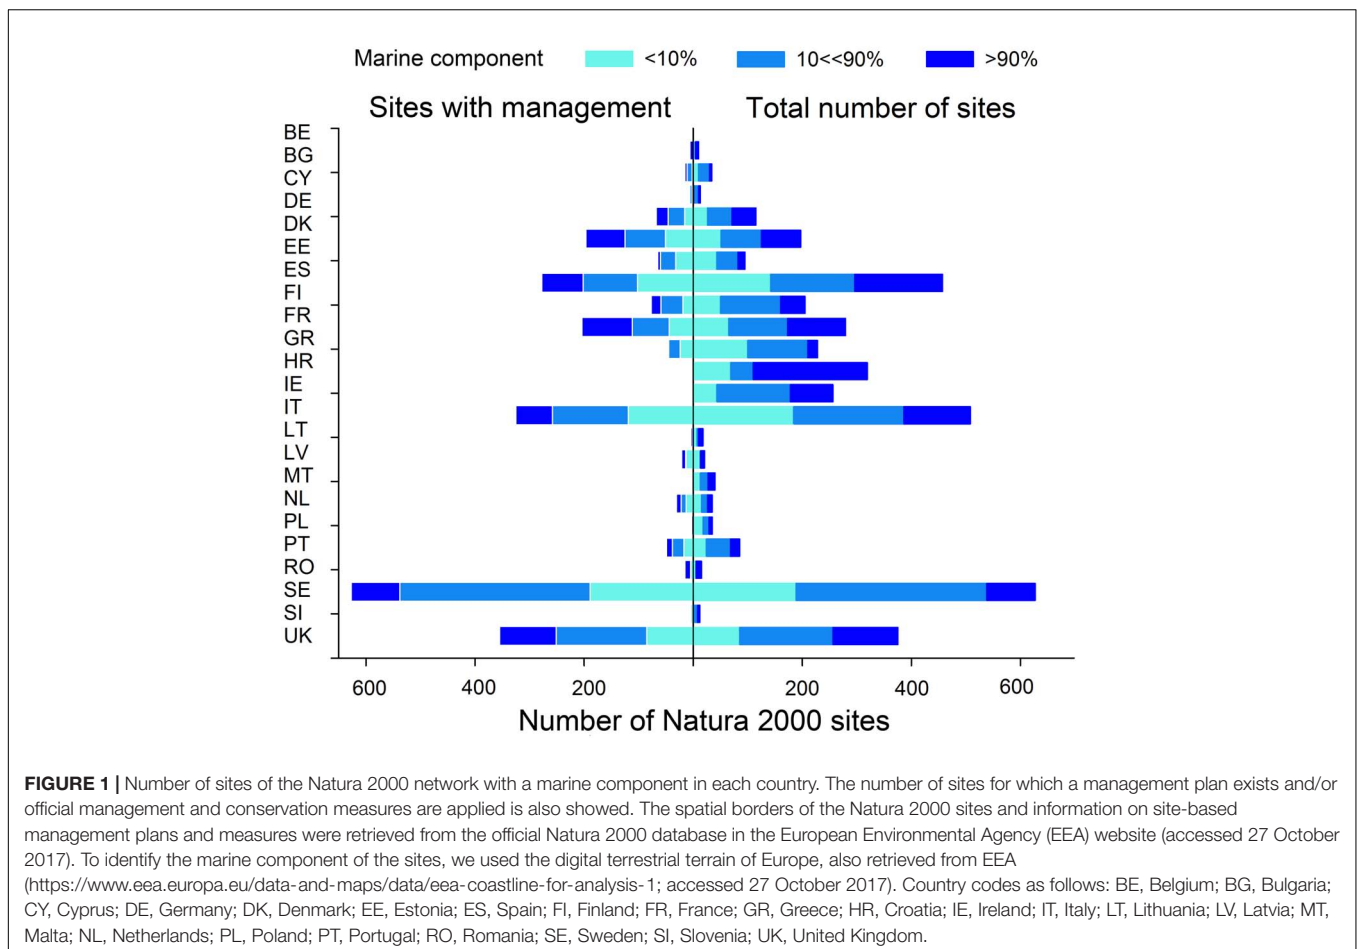 Marine component <10% 10<<90% >90%
Sites with management Total number of sites
BE
BG
CY
DE
DK
EE
ES
FI
FR
GR
HR
IE
IT
LT
LV
MT
NL
PL
PT
RO
SE
SI
UK
600 400 200 200 400 600
Number of Natura 2000 sites
FIGURE 1 | Number of sites of the Natura 2000 network with a marine component in each country. The number of sites for which a management plan exists and/or
official management and conservation measures are applied is also showed. The spatial borders of the Natura 2000 sites and information on site-based
management plans and measures were retrieved from the official Natura 2000 database in the European Environmental Agency (EEA) website (accessed 27 October
2017). To identify the marine component of the sites, we used the digital terrestrial terrain of Europe, also retrieved from EEA
(https://www.eea.europa.eu/data-and-maps/data/eea-coastline-for-analysis-1; accessed 27 October 2017). Country codes as follows: BE, Belgium; BG, Bulgaria;
CY, Cyprus; DE, Germany; DK, Denmark; EE, Estonia; ES, Spain; FI, Finland; FR, France; GR, Greece; HR, Croatia; IE, Ireland; IT, Italy; LT, Lithuania; LV, Latvia; MT,
Malta; NL, Netherlands; PL, Poland; PT, Portugal; RO, Romania; SE, Sweden; SI, Slovenia; UK, United Kingdom.